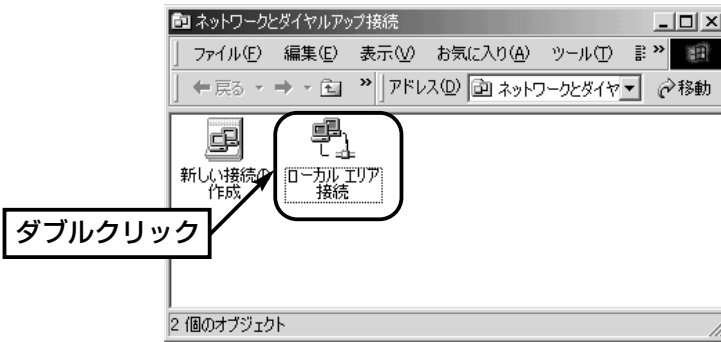 ネットワークとダイヤルアップ接続
ファイル(F) 編集(E) 表示(V) お気に入り(A) ツール(T) »
戻る » アドレス(D) ネットワークとダイヤ 移動
新しい接続の
作成
ローカル エリア
接続
ダブルクリック
2 個のオブジェクト